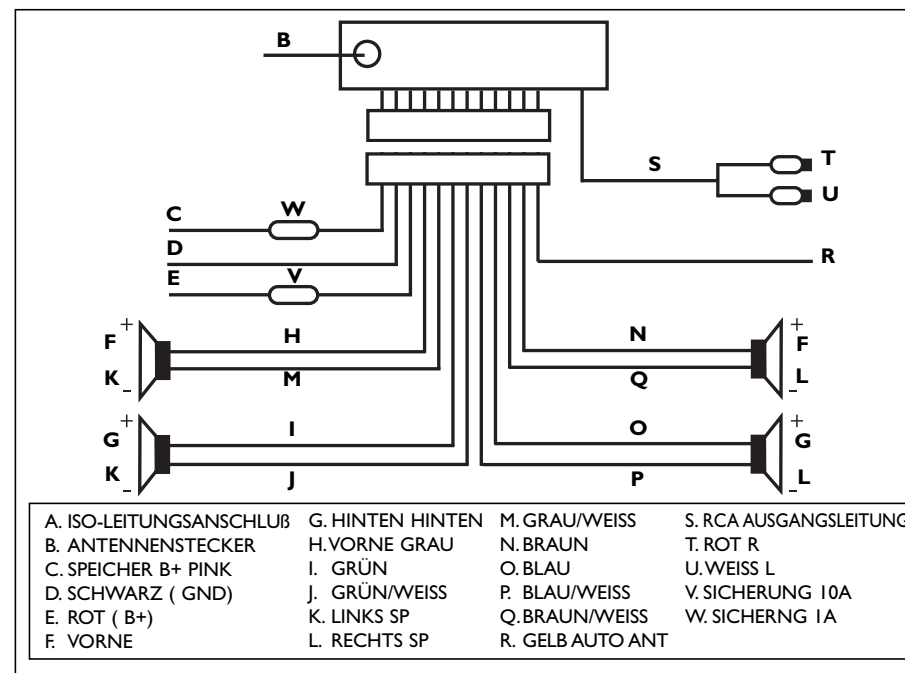 B
S
T
U
C
W
D
R
E
V
+
F
H
N
+
F
K
M
Q
L
-
-
+
G
I
O
+
G
K
J
P
L
-
-
A. ISO-LEITUNGSANSCHLUß
B. ANTENNENSTECKER
C. SPEICHER B+ PINK
D. SCHWARZ ( GND)
E. ROT ( B+)
F. VORNE
G. HINTEN HINTEN
H. VORNE GRAU
I. GRÜN
J. GRÜN/WEISS
K. LINKS SP
L. RECHTS SP
M. GRAU/WEISS
N. BRAUN
O. BLAU
P. BLAU/WEISS
Q. BRAUN/WEISS
R. GELB AUTO ANT
S. RCA AUSGANGSLEITUNG
T. ROT R
U. WEISS L
V. SICHERUNG 10A
W. SICHERNG 1A